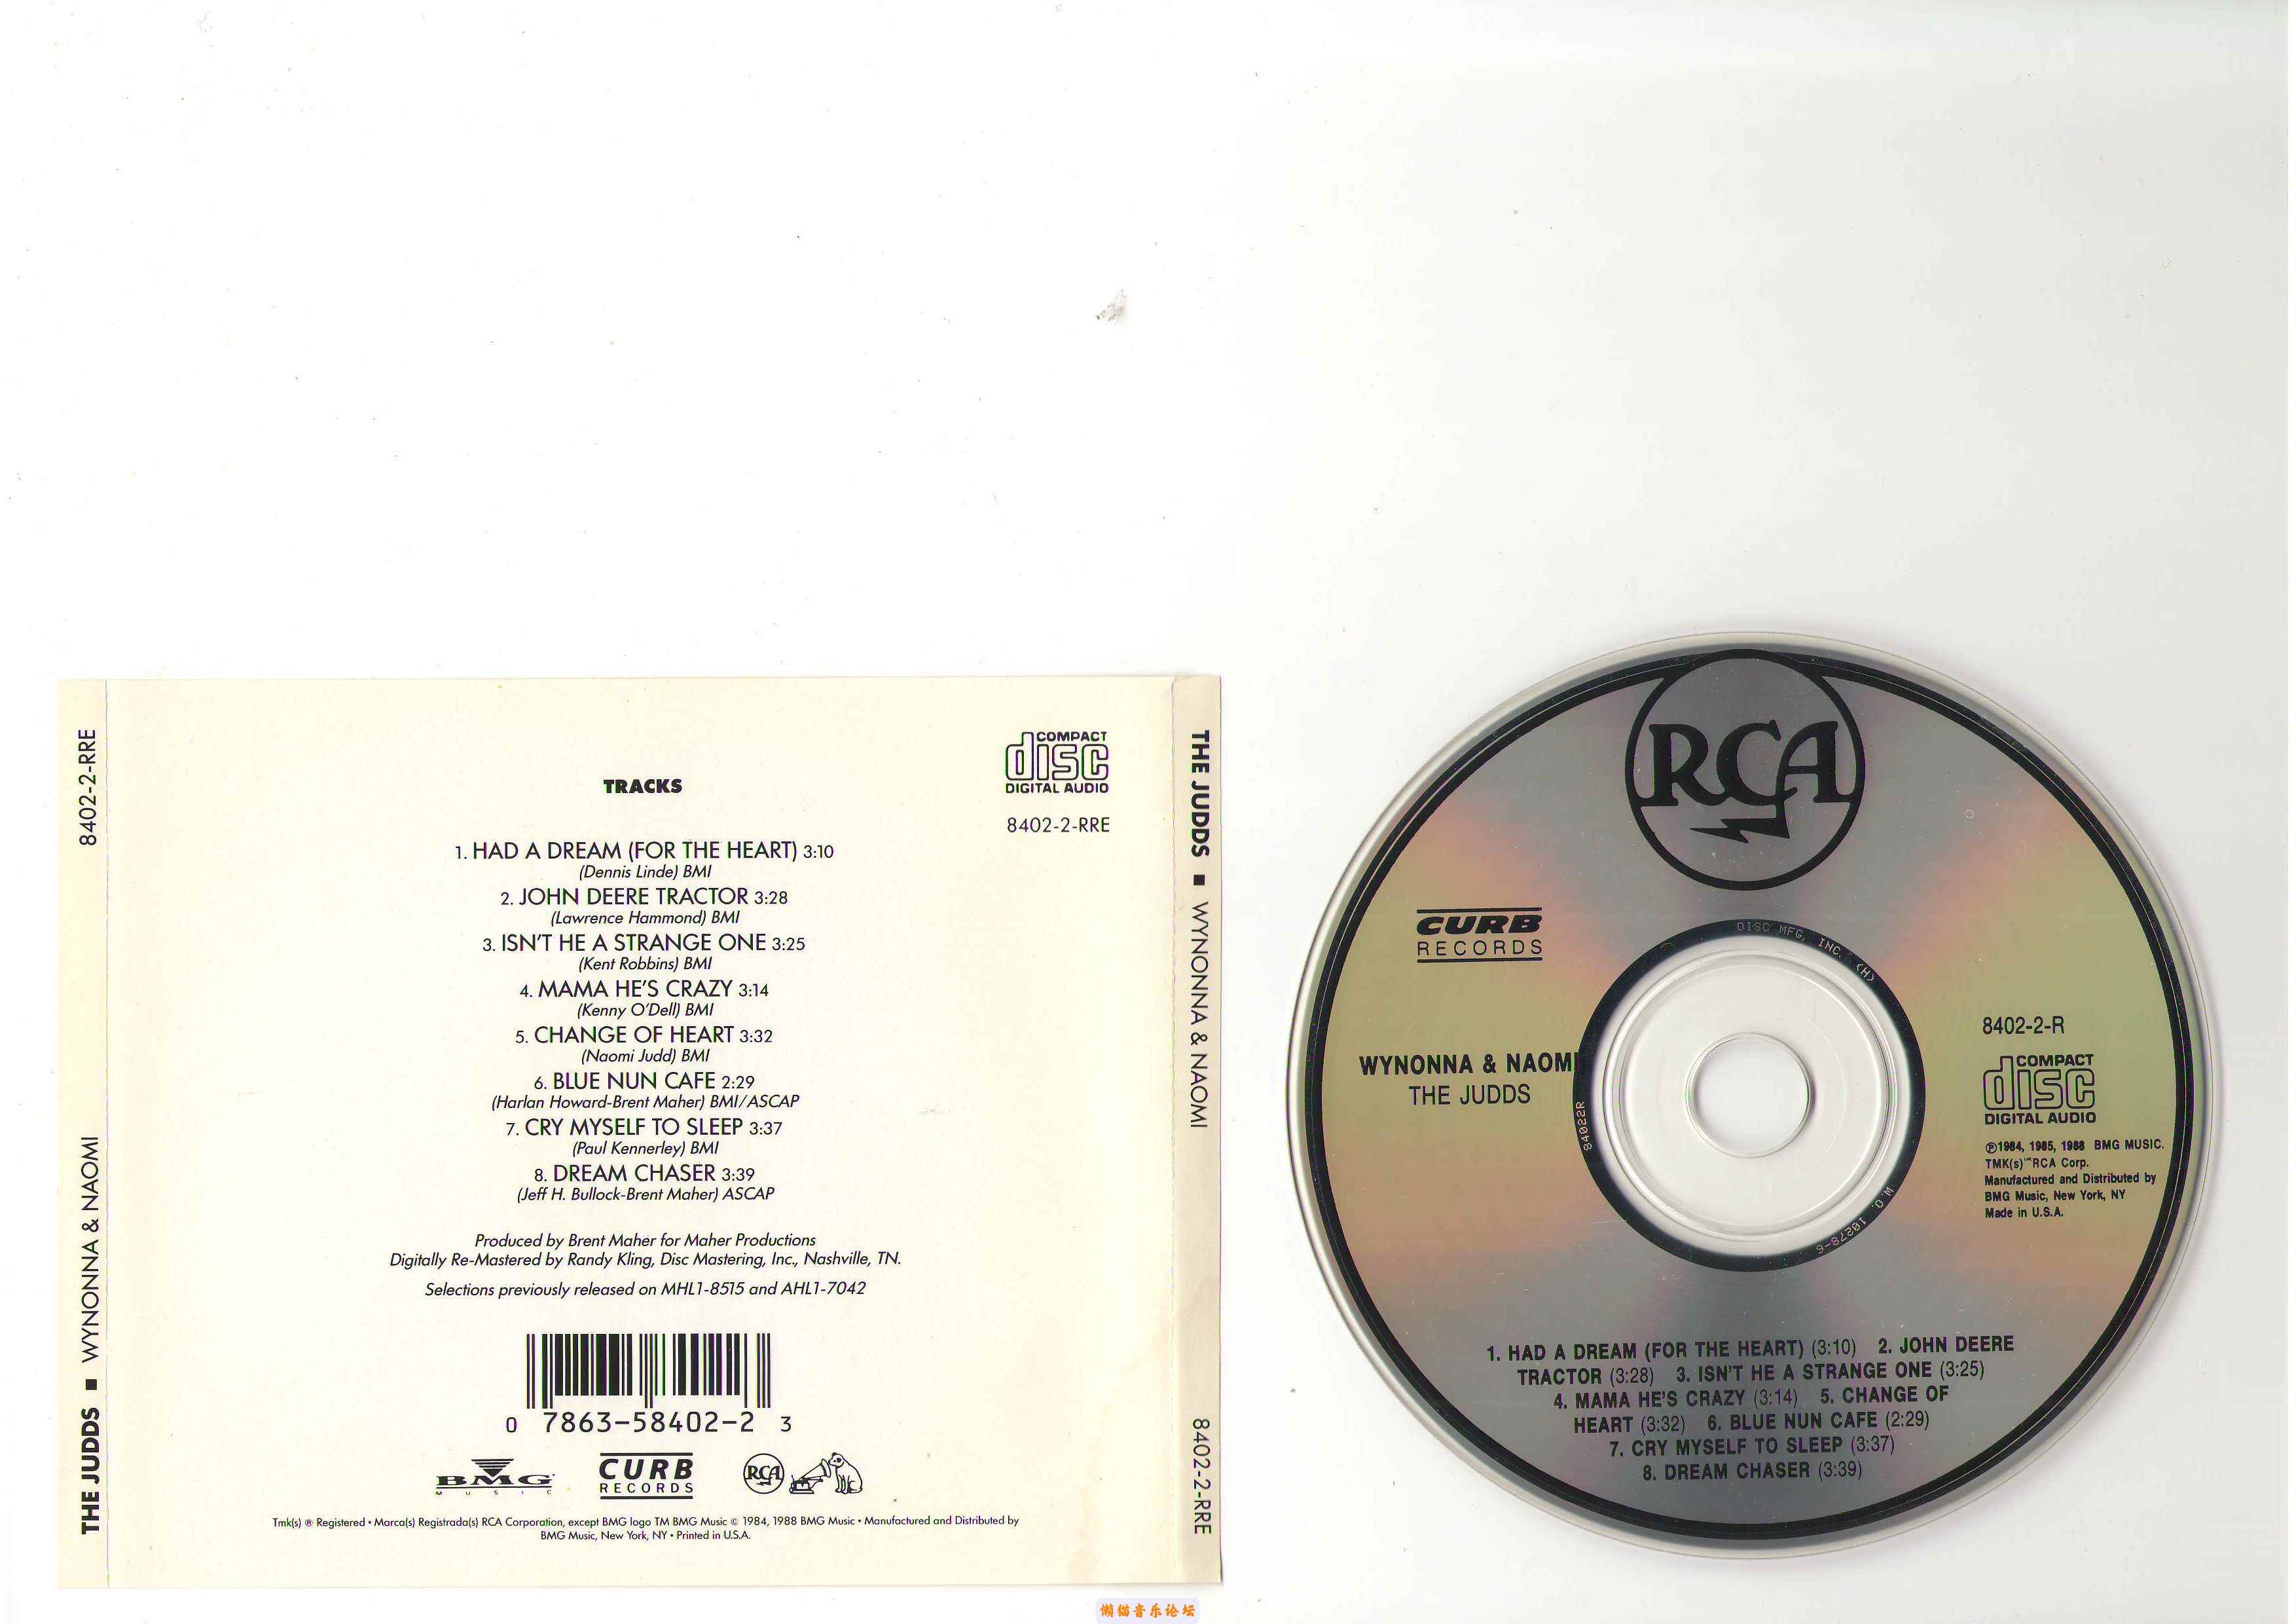 8402-2-RRE
THE JUDDS ■ WYNONNA & NAOMI
COMPACT
disc
DIGITAL AUDIO
8402-2-RRE
TRACKS
1. HAD A DREAM (FOR THE HEART) 3:10
(Dennis Linde) BMI
2. JOHN DEERE TRACTOR 3:28
(Lawrence Hammond) BMI
3. ISN'T HE A STRANGE ONE 3:25
(Kent Robbins) BMI
4. MAMA HE'S CRAZY 3:14
(Kenny O'Dell) BMI
5. CHANGE OF HEART 3:32
(Naomi Judd) BMI
6. BLUE NUN CAFE 2:29
(Harlan Howard-Brent Maher) BMI/ASCAP
7. CRY MYSELF TO SLEEP 3:37
(Paul Kennerley) BMI
8. DREAM CHASER 3:39
(Jeff H. Bullock-Brent Maher) ASCAP
Produced by Brent Maher for Maher Productions
Digitally Re-Mastered by Randy Kling, Disc Mastering, Inc., Nashville, TN.
Selections previously released on MHL1-8515 and AHL1-7042
0 7863-58402-2 3
BMG
MUSIC
CURB
RECORDS
RCA
Tmk(s) ® Registered • Marca(s) Registrada(s) RCA Corporation, except BMG logo TM BMG Music © 1984, 1988 BMG Music • Manufactured and Distributed by
BMG Music, New York, NY • Printed in U.S.A.
THE JUDDS ■ WYNONNA & NAOMI
8402-2-RRE
RCA
CURB
RECORDS
DISC MFG, INC. (H)
84022R
W.O. 10278-6
WYNONNA & NAOMI
THE JUDDS
8402-2-R
COMPACT
disc
DIGITAL AUDIO
℗1984, 1985, 1988 BMG MUSIC.
TMK(s)™RCA Corp.
Manufactured and Distributed by
BMG Music, New York, NY
Made in U.S.A.
1. HAD A DREAM (FOR THE HEART) (3:10) 2. JOHN DEERE
TRACTOR (3:28) 3. ISN'T HE A STRANGE ONE (3:25)
4. MAMA HE'S CRAZY (3:14) 5. CHANGE OF
HEART (3:32) 6. BLUE NUN CAFE (2:29)
7. CRY MYSELF TO SLEEP (3:37)
8. DREAM CHASER (3:39)
懒猫音乐论坛